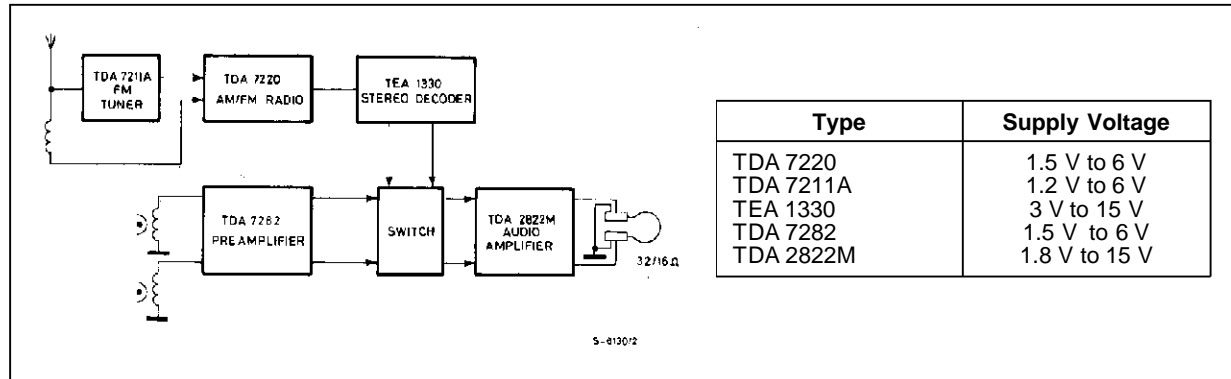 TDA 7211A
FM
TUNER
TDA 7220
AM/FM RADIO
TEA 1330
STEREO DECODER
TDA 7282
PREAMPLIFIER
SWITCH
TDA 2822M
AUDIO
AMPLIFIER
32/16Ω
S-6130/2
Type Supply Voltage
TDA 7220 1.5 V to 6 V
TDA 7211A 1.2 V to 6 V
TEA 1330 3 V to 15 V
TDA 7282 1.5 V to 6 V
TDA 2822M 1.8 V to 15 V